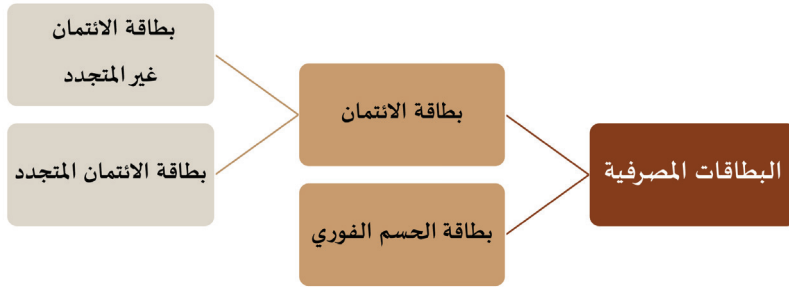 البطاقات المصرفية
بطاقة الائتمان
بطاقة الحسم الفوري
بطاقة الائتمان
غير المتجدد
بطاقة الائتمان المتجدد